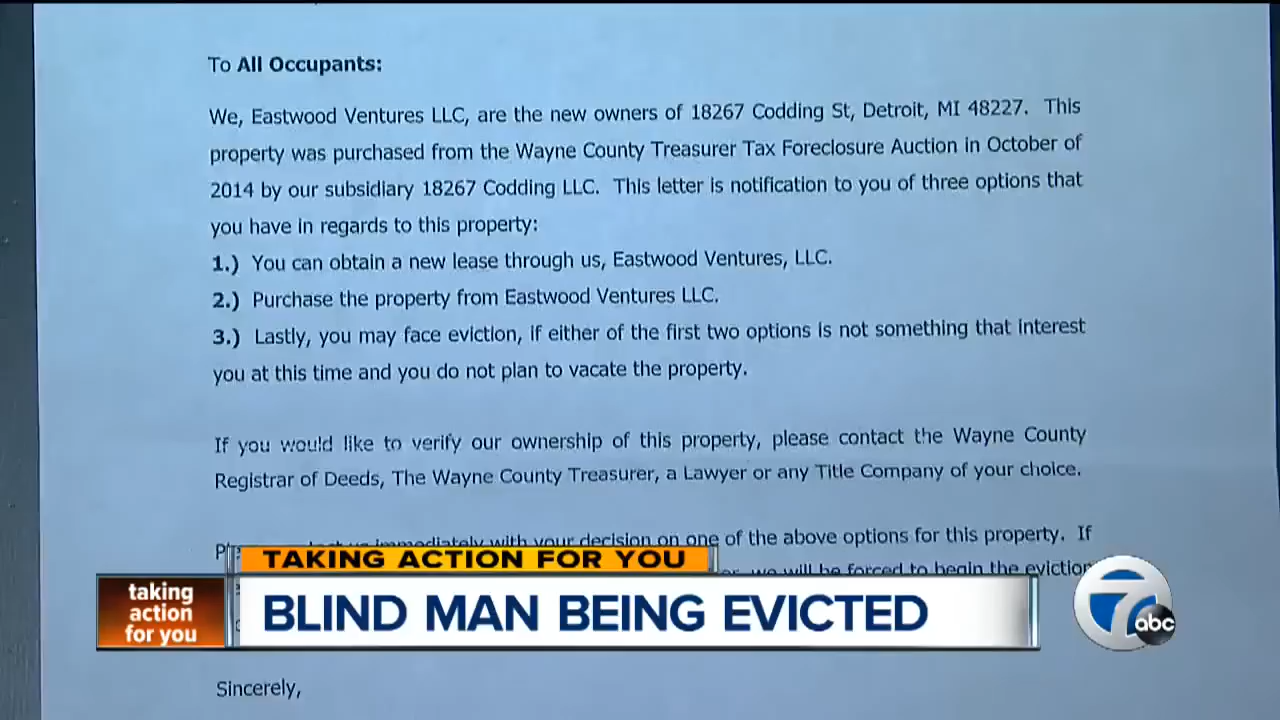 To All Occupants:
We, Eastwood Ventures LLC, are the new owners of 18267 Codding St, Detroit, MI 48227. This
property was purchased from the Wayne County Treasurer Tax Foreclosure Auction in October of
2014 by our subsidiary 18267 Codding LLC. This letter is notification to you of three options that
you have in regards to this property:
1.) You can obtain a new lease through us, Eastwood Ventures, LLC.
2.) Purchase the property from Eastwood Ventures LLC.
3.) Lastly, you may face eviction, if either of the first two options is not something that interest
you at this time and you do not plan to vacate the property.
If you would like to verify our ownership of this property, please contact the Wayne County
Registrar of Deeds, The Wayne County Treasurer, a Lawyer or any Title Company of your choice.
immediately with your decision on one of the above options for this property. If
we will be forced to begin the eviction
TAKING ACTION FOR YOU
taking
action
for you
BLIND MAN BEING EVICTED
7
abc
Sincerely,